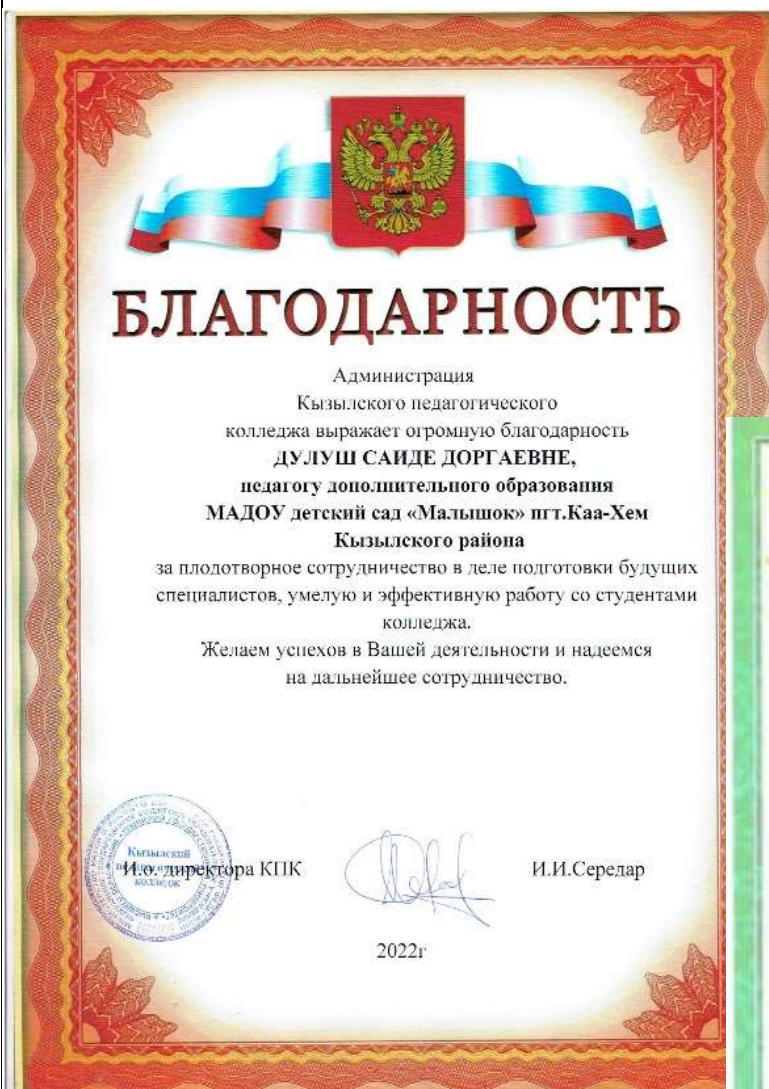 БЛАГОДАРНОСТЬ
Администрация
Кызылского педагогического
колледжа выражает огромную благодарность
ДУЛУШ САИДЕ ДОРГАЕВНЕ,
педагогу дополнительного образования
МАДОУ детский сад «Малышок» пгт.Каа-Хем
Кызылского района
за плодотворное сотрудничество в деле подготовки будущих
специалистов, умелую и эффективную работу со студентами
колледжа.
Желаем успехов в Вашей деятельности и надеемся
на дальнейшее сотрудничество.
Кызылский
колледж
И.о. директора КПК И.И.Середар
2022г